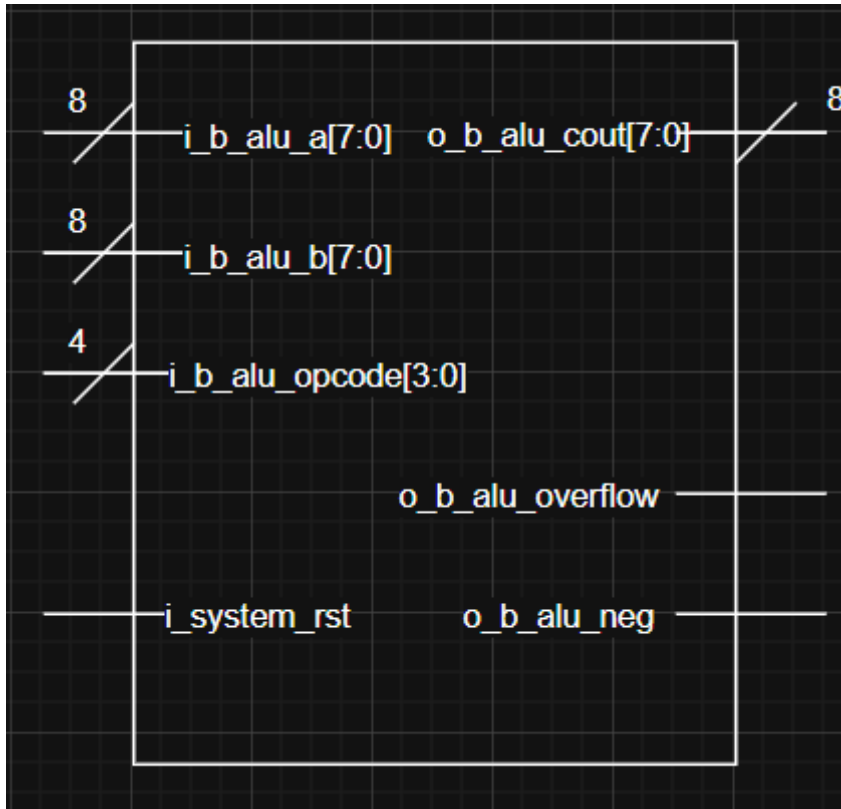 8
i_b_alu_a[7:0]
o_b_alu_cout[7:0]
8
8
i_b_alu_b[7:0]
4
i_b_alu_opcode[3:0]
o_b_alu_overflow
i_system_rst
o_b_alu_neg